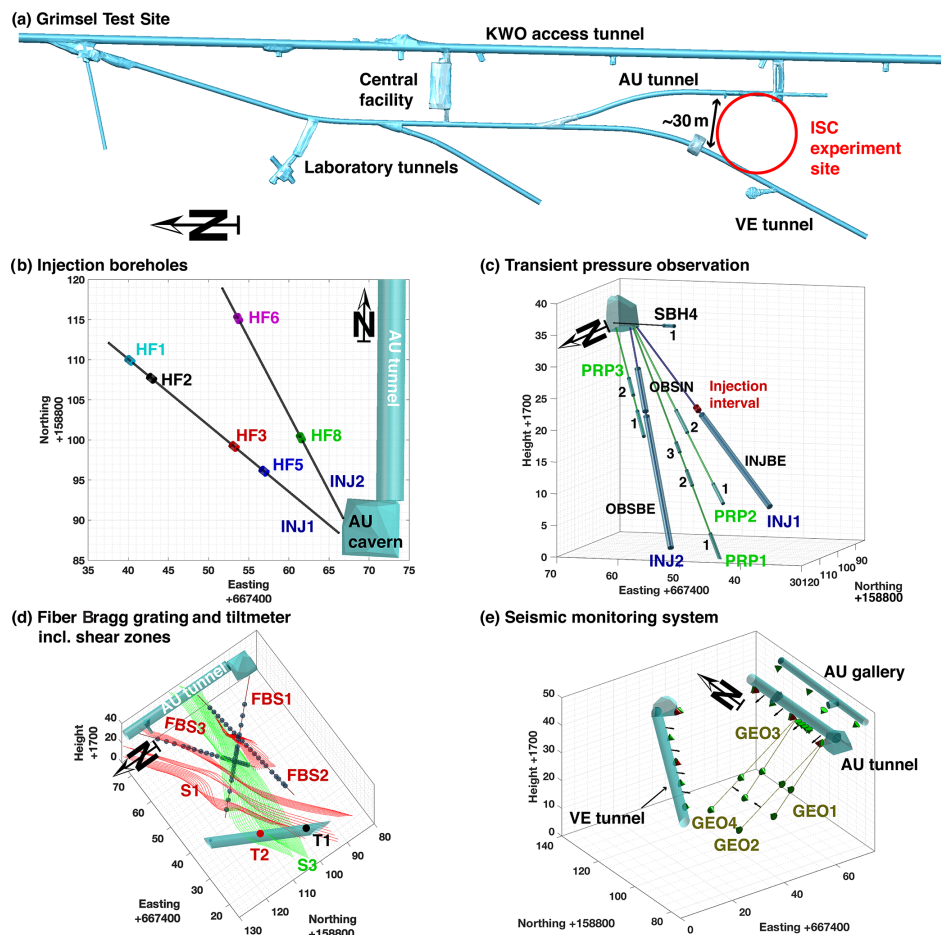 (a) Grimsel Test Site
KWO access tunnel
Central
facility
AU tunnel
~30 m
ISC
experiment
site
Laboratory tunnels
VE tunnel
N
(b) Injection boreholes
120
115
110
105
100
95
90
85
35 40 45 50 55 60 65 70 75
Northing
+158800
Easting
+667400
HF1
HF2
HF3
HF5
HF6
HF8
INJ2
INJ1
AU
cavern
AU tunnel
N
(c) Transient pressure observation
40
35
30
25
20
15
10
5
0
Height +1700
70 60 50 40 30
120 110 100 90
Easting +667400
Northing
+158800
N
SBH4
1
PRP3
2
1
OBSIN
Injection
interval
2
3
2
1
INJBE
OBSBE
PRP2
INJ1
1
INJ2
PRP1
(d) Fiber Bragg grating and tiltmeter
incl. shear zones
40
20
0
Height
+1700
AU tunnel
FBS1
FBS3
FBS2
N
S1
T1
T2
S3
70
60
50
40
30
20
80
90
100
110
120
130
Easting
+667400
Northing
+158800
(e) Seismic monitoring system
50
40
30
20
10
0
Height +1700
N
AU gallery
GEO3
AU tunnel
VE tunnel
GEO4
GEO1
GEO2
140
120
100
80
0
20
40
60
Northing +158800
Easting +667400